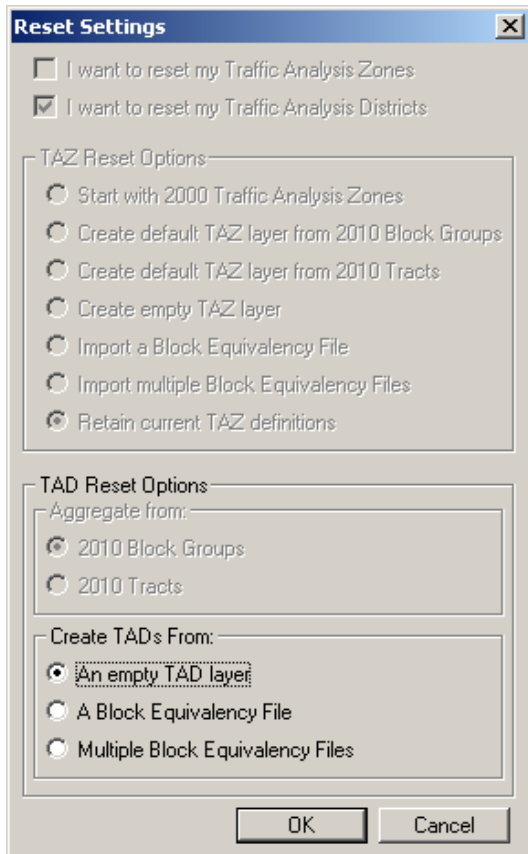 Reset Settings
I want to reset my Traffic Analysis Zones
I want to reset my Traffic Analysis Districts
TAZ Reset Options
Start with 2000 Traffic Analysis Zones
Create default TAZ layer from 2010 Block Groups
Create default TAZ layer from 2010 Tracts
Create empty TAZ layer
Import a Block Equivalency File
Import multiple Block Equivalency Files
Retain current TAZ definitions
TAD Reset Options
Aggregate from:
2010 Block Groups
2010 Tracts
Create TADs From:
An empty TAD layer
A Block Equivalency File
Multiple Block Equivalency Files
OK Cancel